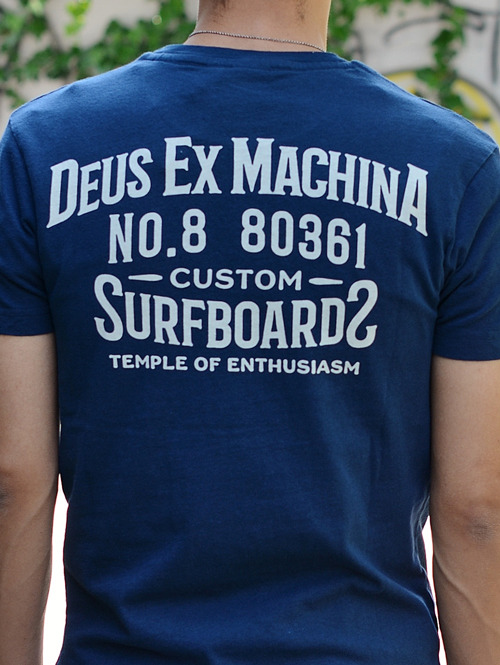 DEUS EX MACHINA
NO.8 80361
CUSTOM
SURFBOARDS
TEMPLE OF ENTHUSIASM